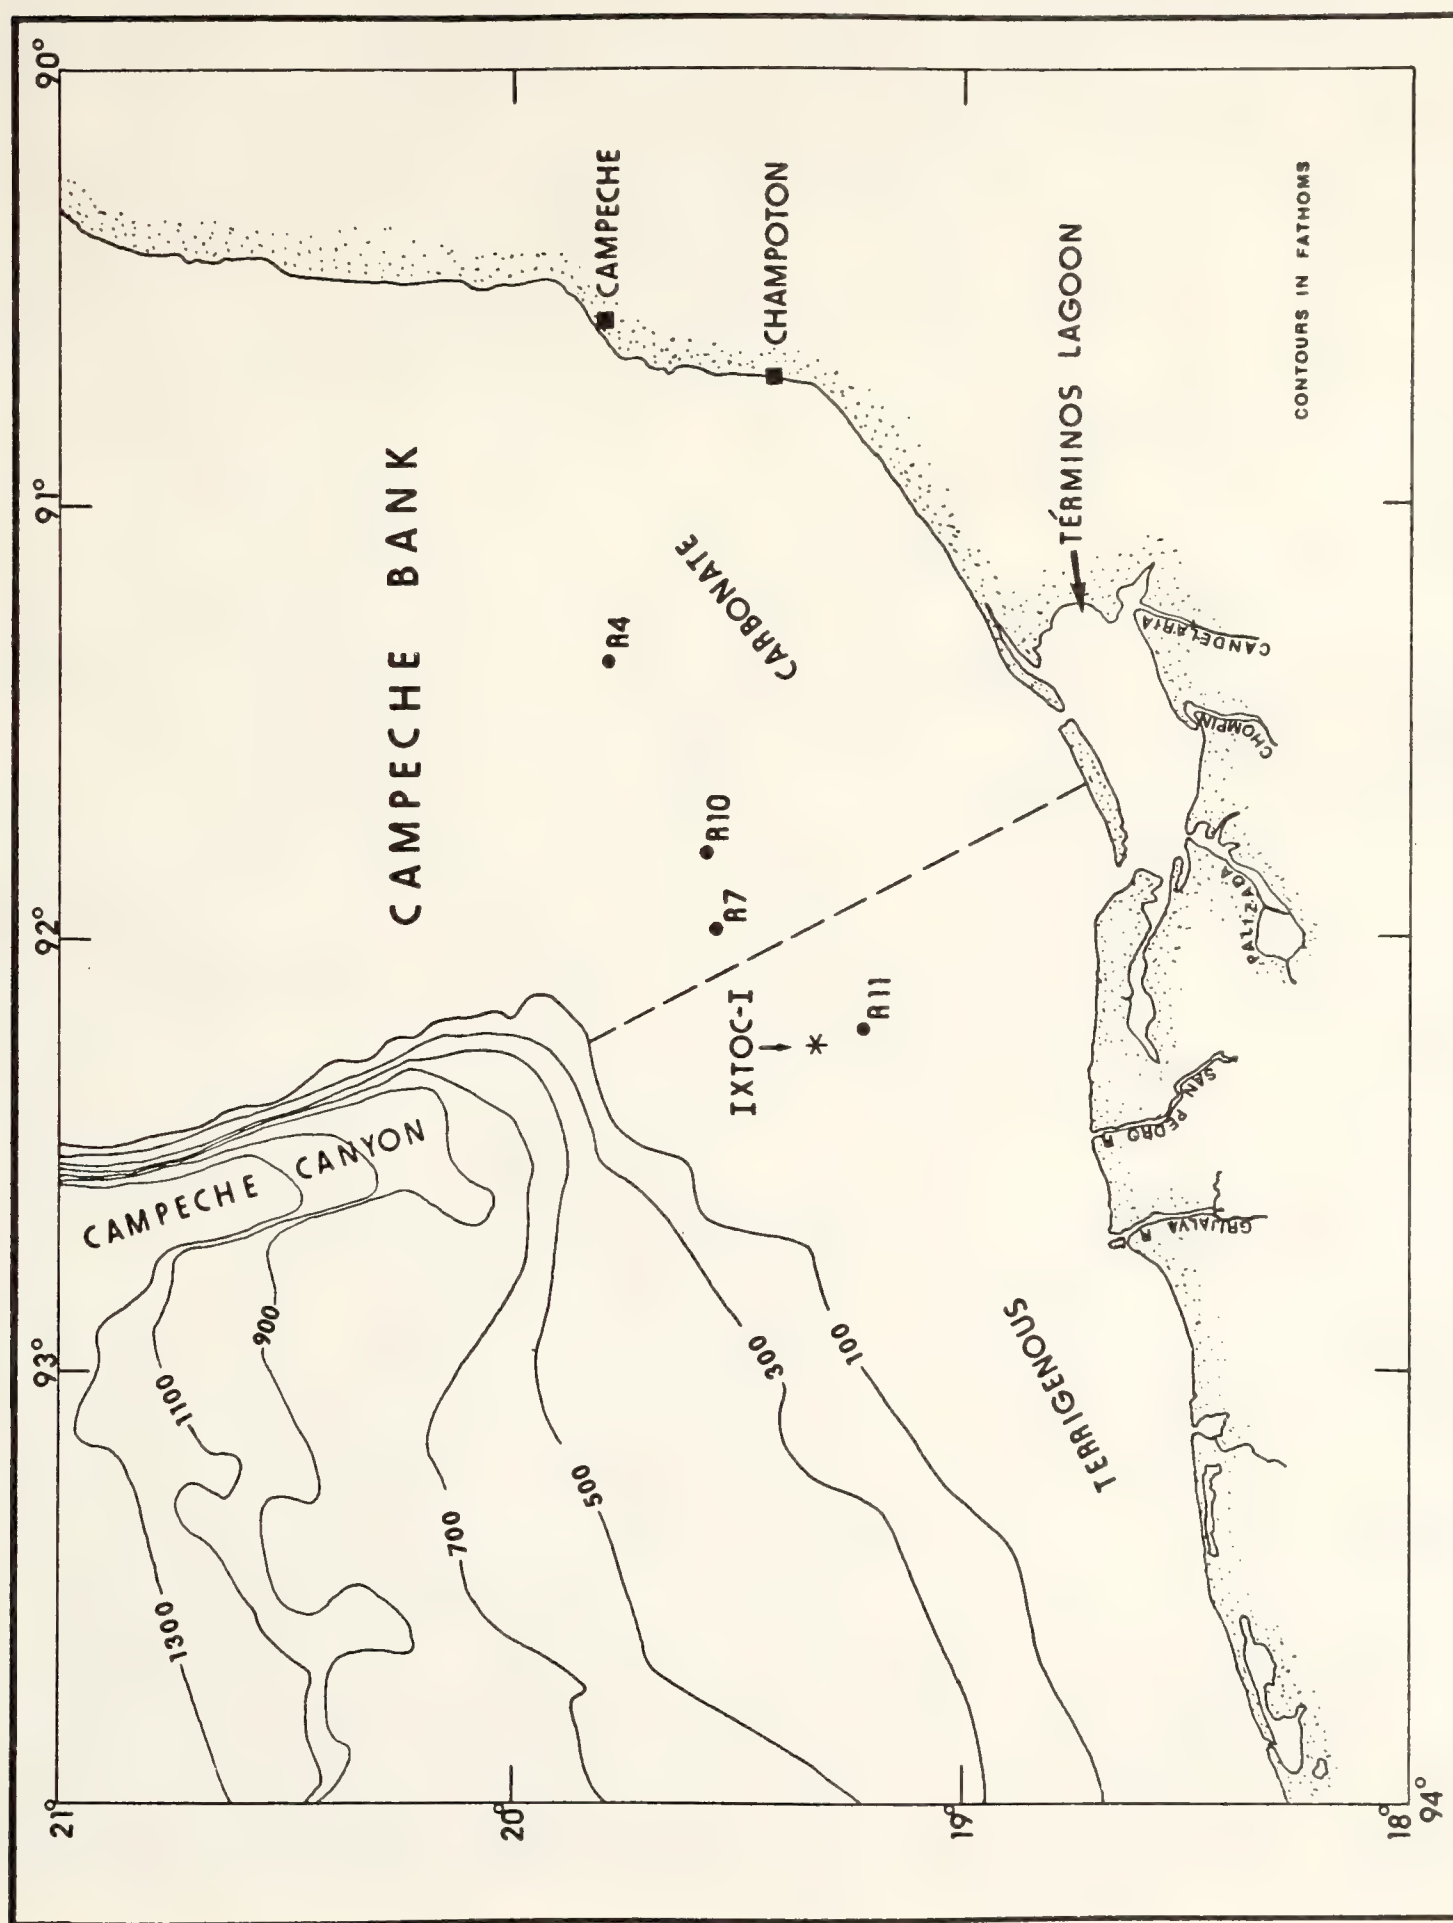 21°
20°
19°
18°
94°
93°
92°
91°
90°
CAMPECHE CANYON
CAMPECHE BANK
1300
1100
900
700
500
300
100
R4
R10
R7
R11
IXTOC-I
CARBONATE
TERRIGENOUS
CAMPECHE
CHAMPOTON
TÉRMINOS LAGOON
CANDELARIA
CHOMPIN
PALIZADA
SAN PEDRO R
GRIJALVA R
CONTOURS IN FATHOMS